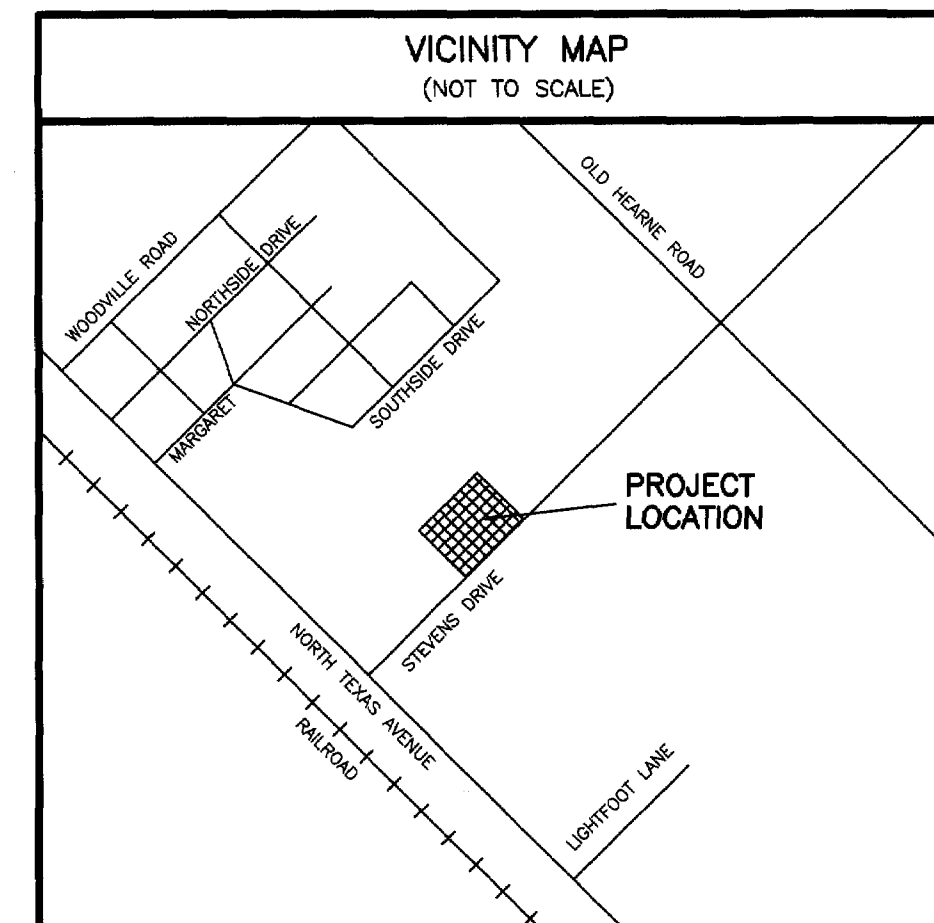 VICINITY MAP
(NOT TO SCALE)
OLD HEARNE ROAD
WOODVILLE ROAD
NORTHSIDE DRIVE
MARGARET
SOUTHSIDE DRIVE
PROJECT
LOCATION
STEVENS DRIVE
NORTH TEXAS AVENUE
RAILROAD
LIGHTFOOT LANE